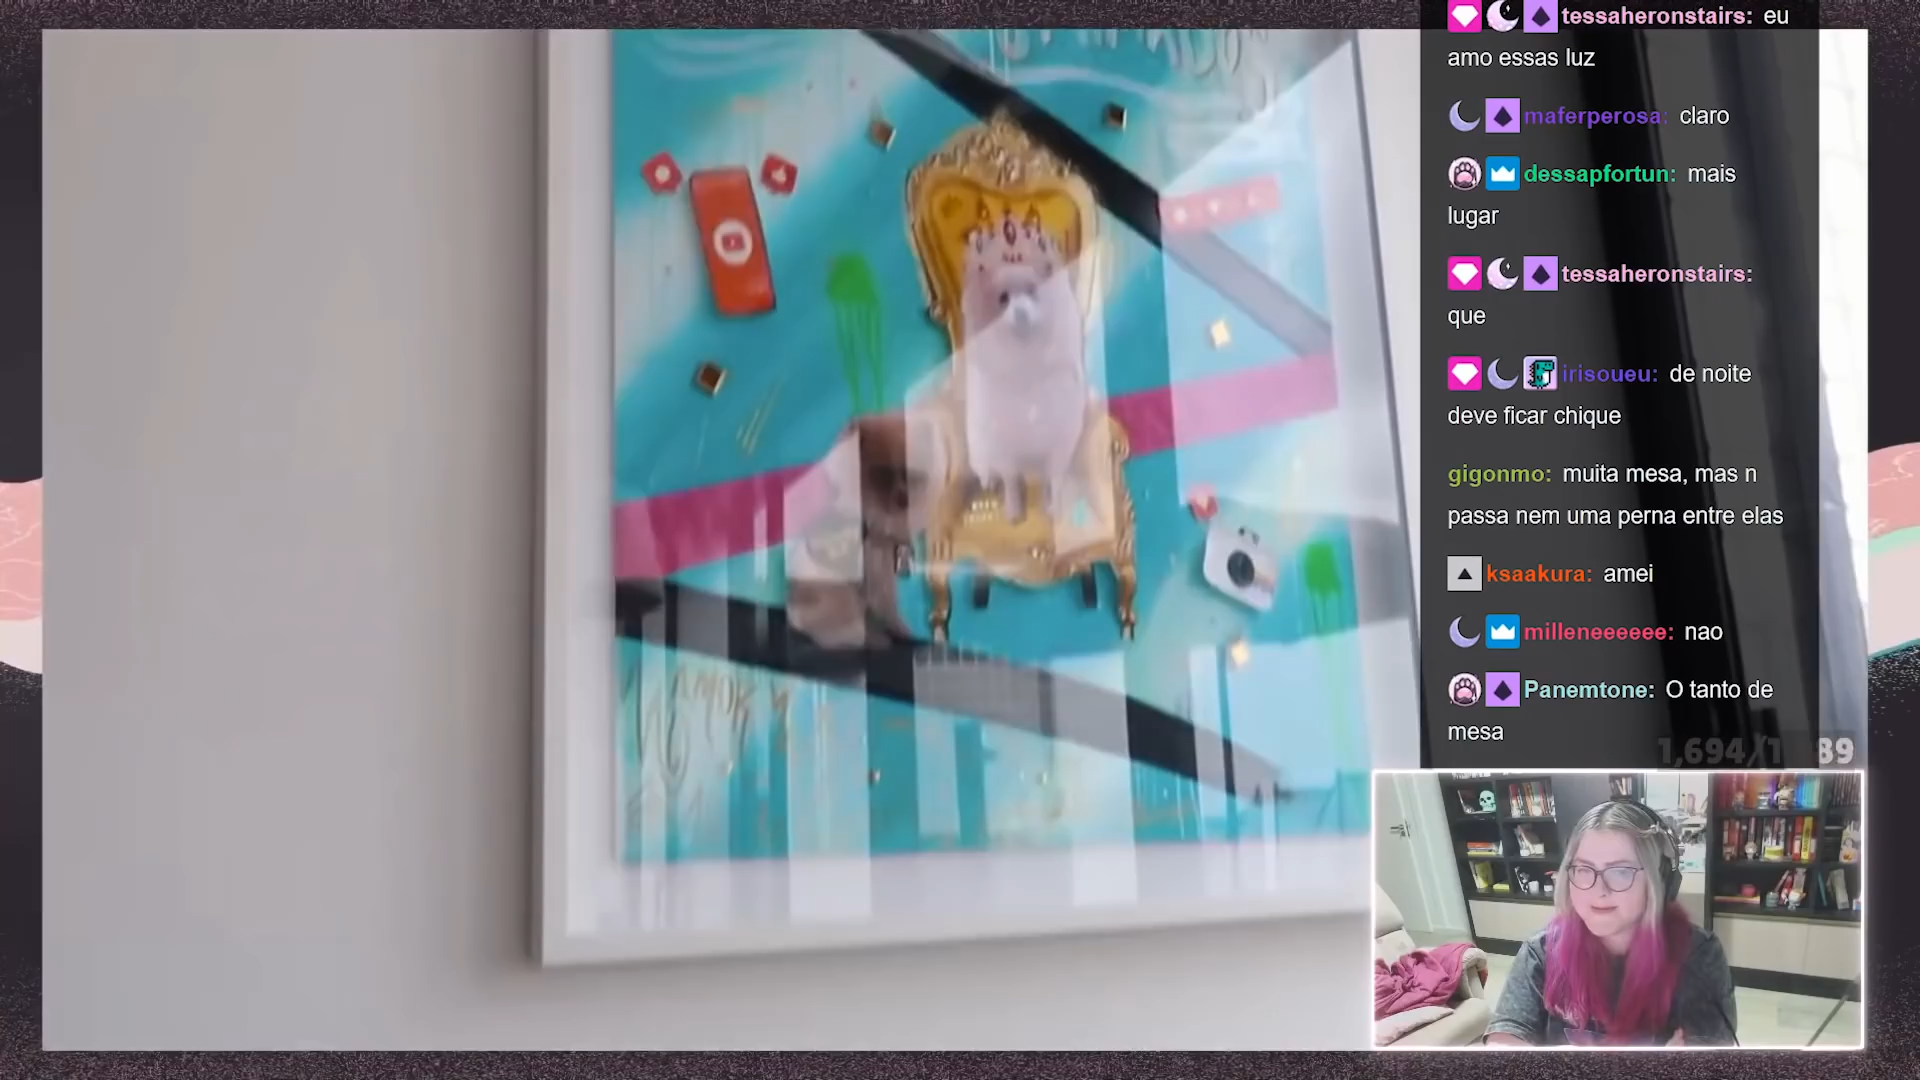 tessaheronstairs: eu
amo essas luz
maferperosa: claro
dessapfortun: mais
lugar
tessaheronstairs:
que
irisoueu: de noite
deve ficar chique
gigonmo: muita mesa, mas n
passa nem uma perna entre elas
ksaakura: amei
milleneeeeee: nao
Panemtone: O tanto de
mesa
AMOR